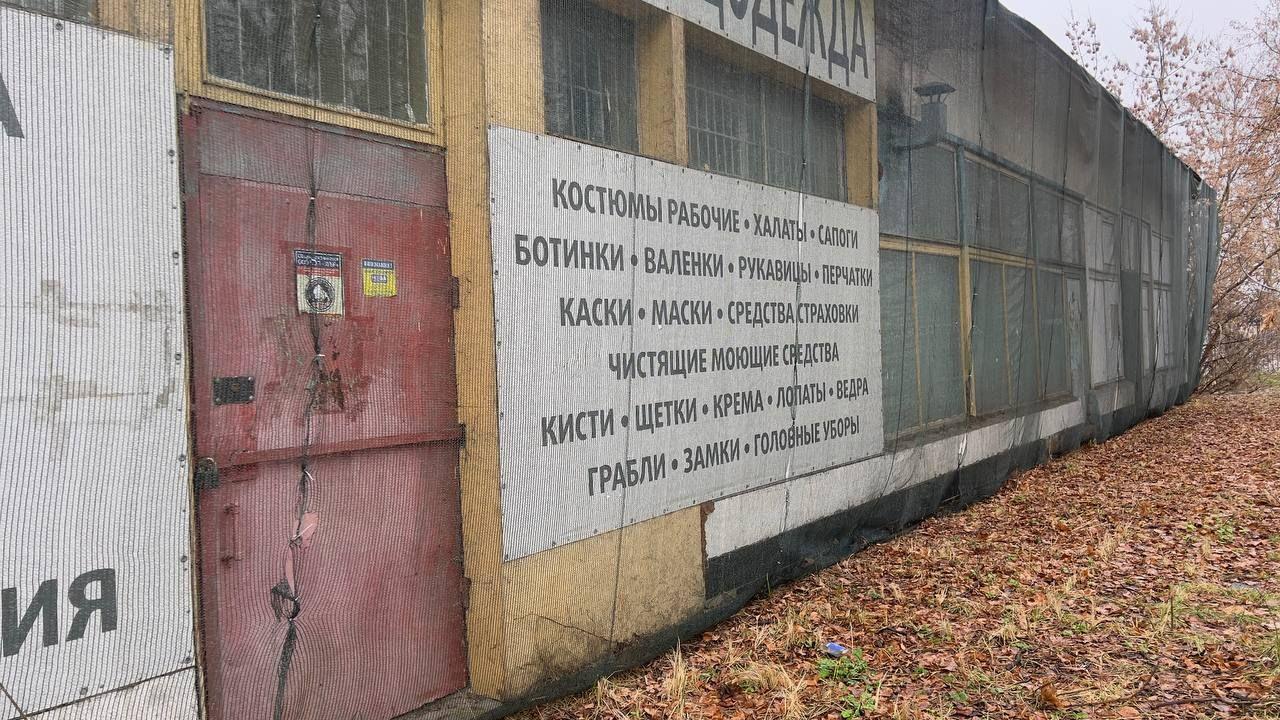 ЦОДЕЖДА
КОСТЮМЫ РАБОЧИЕ • ХАЛАТЫ • САПОГИ
БОТИНКИ • ВАЛЕНКИ • РУКАВИЦЫ • ПЕРЧАТКИ
КАСКИ • МАСКИ • СРЕДСТВА СТРАХОВКИ
ЧИСТЯЩИЕ МОЮЩИЕ СРЕДСТВА
КИСТИ • ЩЕТКИ • КРЕМА • ЛОПАТЫ • ВЕДРА
ГРАБЛИ • ЗАМКИ • ГОЛОВНЫЕ УБОРЫ
ИЯ